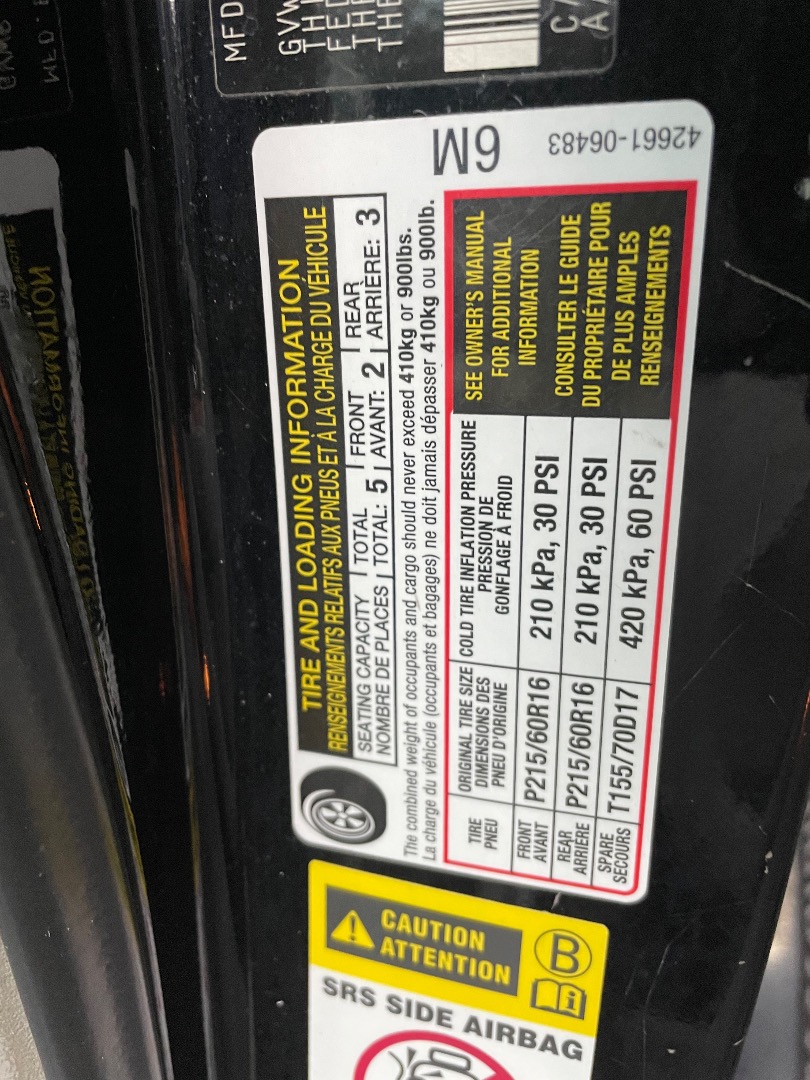 MFD
GVW
THI
FED
THE
THE
C/
A/
6M
42661-06483
TIRE AND LOADING INFORMATION
RENSEIGNEMENTS RELATIFS AUX PNEUS ET À LA CHARGE DU VÉHICULE
SEATING CAPACITY | TOTAL | FRONT | REAR
NOMBRE DE PLACES | TOTAL: 5 | AVANT: 2 | ARRIÈRE: 3
The combined weight of occupants and cargo should never exceed 410kg or 900lbs.
La charge du véhicule (occupants et bagages) ne doit jamais dépasser 410kg ou 900lb.
TIRE
PNEU
ORIGINAL TIRE SIZE
DIMENSIONS DES
PNEU D'ORIGINE
COLD TIRE INFLATION PRESSURE
PRESSION DE
GONFLAGE À FROID
SEE OWNER'S MANUAL
FOR ADDITIONAL
INFORMATION
CONSULTER LE GUIDE
DU PROPRIÉTAIRE POUR
DE PLUS AMPLES
RENSEIGNEMENTS
FRONT
AVANT
P215/60R16
210 kPa, 30 PSI
REAR
ARRIÈRE
P215/60R16
210 kPa, 30 PSI
SPARE
SECOURS
T155/70D17
420 kPa, 60 PSI
CAUTION
ATTENTION
B
i
SRS SIDE AIRBAG